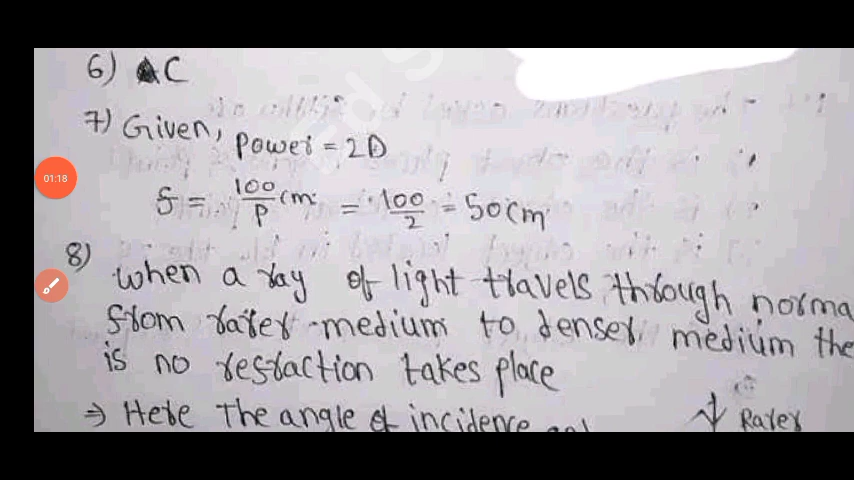 6) AC
7) Given, power = 2D
f = 100/P cm = 100/2 = 50cm
01:18
8) when a ray of light travels through norma
from rarer medium to denser medium the
is no refraction takes place
⇒ Here The angle of incidence
Rarer